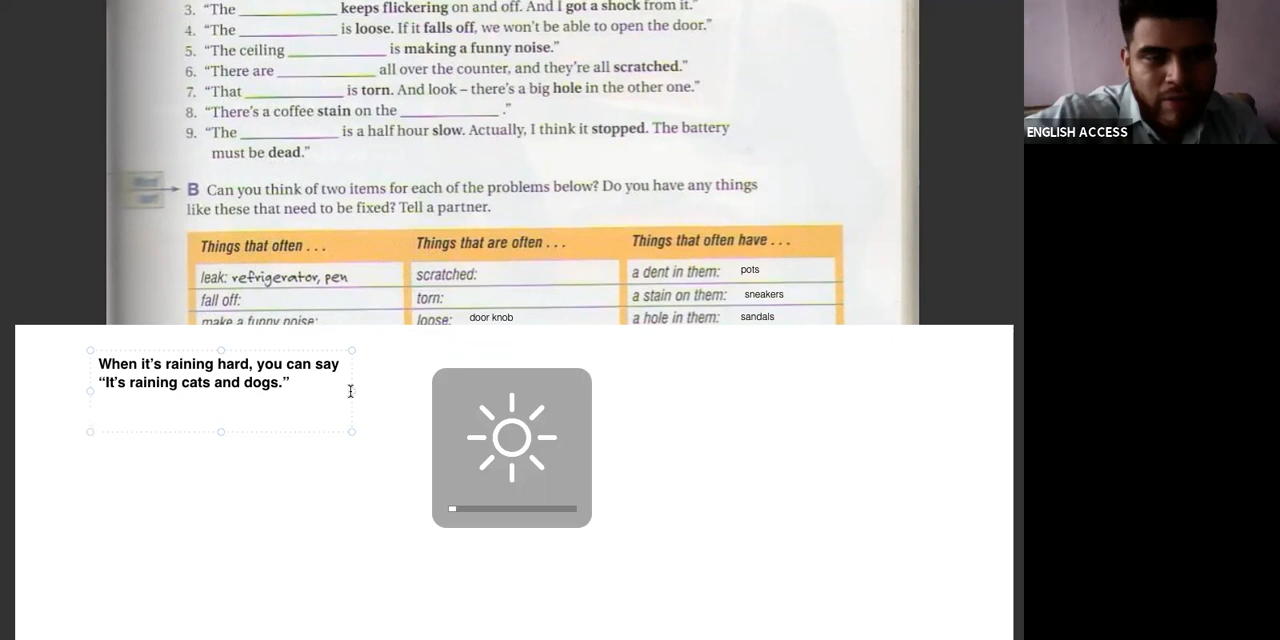 3. “The ____________ keeps flickering on and off. And I got a shock from it.”
4. “The ____________ is loose. If it falls off, we won’t be able to open the door.”
5. “The ceiling ____________ is making a funny noise.”
6. “There are ____________ all over the counter, and they’re all scratched.”
7. “That ____________ is torn. And look – there’s a big hole in the other one.”
8. “There’s a coffee stain on the ____________ .”
9. “The ____________ is a half hour slow. Actually, I think it stopped. The battery
must be dead.”
B Can you think of two items for each of the problems below? Do you have any things
like these that need to be fixed? Tell a partner.
Things that often . . . Things that are often . . . Things that often have . . .
leak: refrigerator, pen scratched: a dent in them: pots
fall off: torn: a stain on them: sneakers
make a funny noise: loose: door knob a hole in them: sandals
When it’s raining hard, you can say
“It’s raining cats and dogs.”
ENGLISH ACCESS